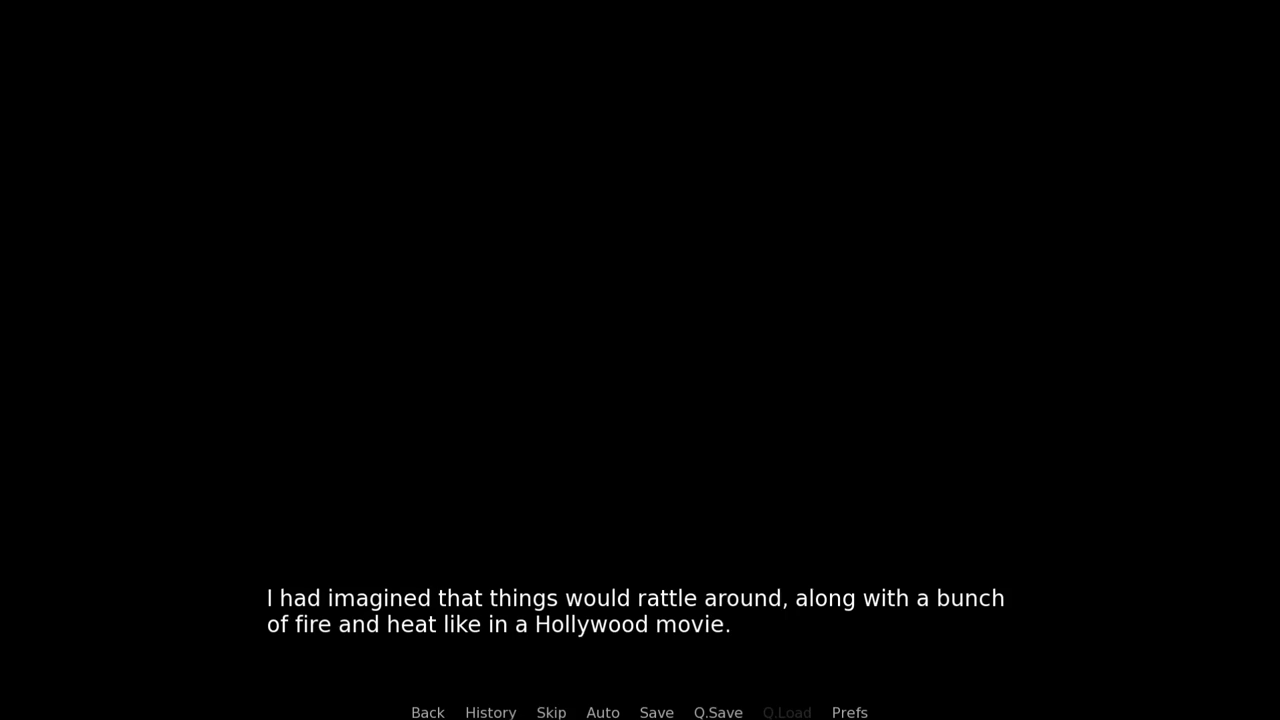 I had imagined that things would rattle around, along with a bunch
of fire and heat like in a Hollywood movie.
Back History Skip Auto Save Q.Save Q.Load Prefs